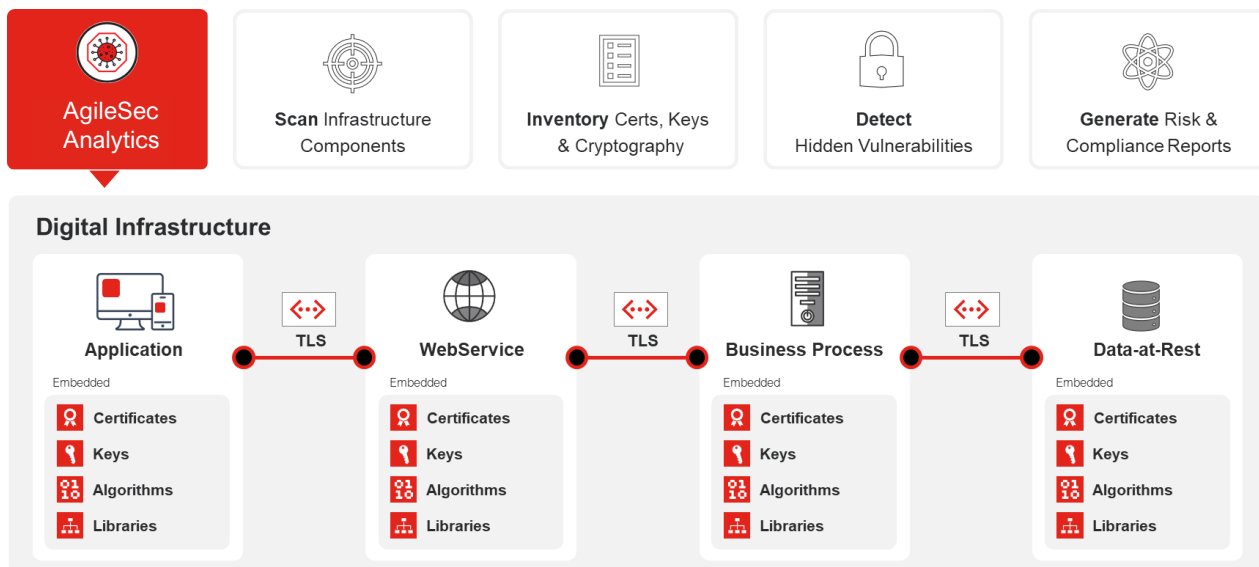 AgileSec
Analytics
Scan Infrastructure
Components
Inventory Certs, Keys
& Cryptography
Detect
Hidden Vulnerabilities
Generate Risk &
Compliance Reports
Digital Infrastructure
Application
TLS
WebService
TLS
Business Process
TLS
Data-at-Rest
Embedded
Certificates
Keys
Algorithms
Libraries
Embedded
Certificates
Keys
Algorithms
Libraries
Embedded
Certificates
Keys
Algorithms
Libraries
Embedded
Certificates
Keys
Algorithms
Libraries